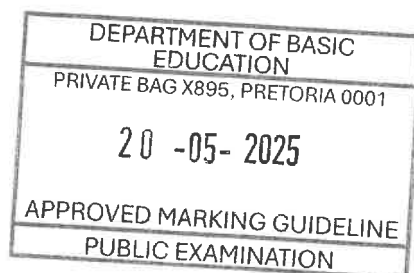 DEPARTMENT OF BASIC
EDUCATION
PRIVATE BAG X895, PRETORIA 0001
20 -05- 2025
APPROVED MARKING GUIDELINE
PUBLIC EXAMINATION